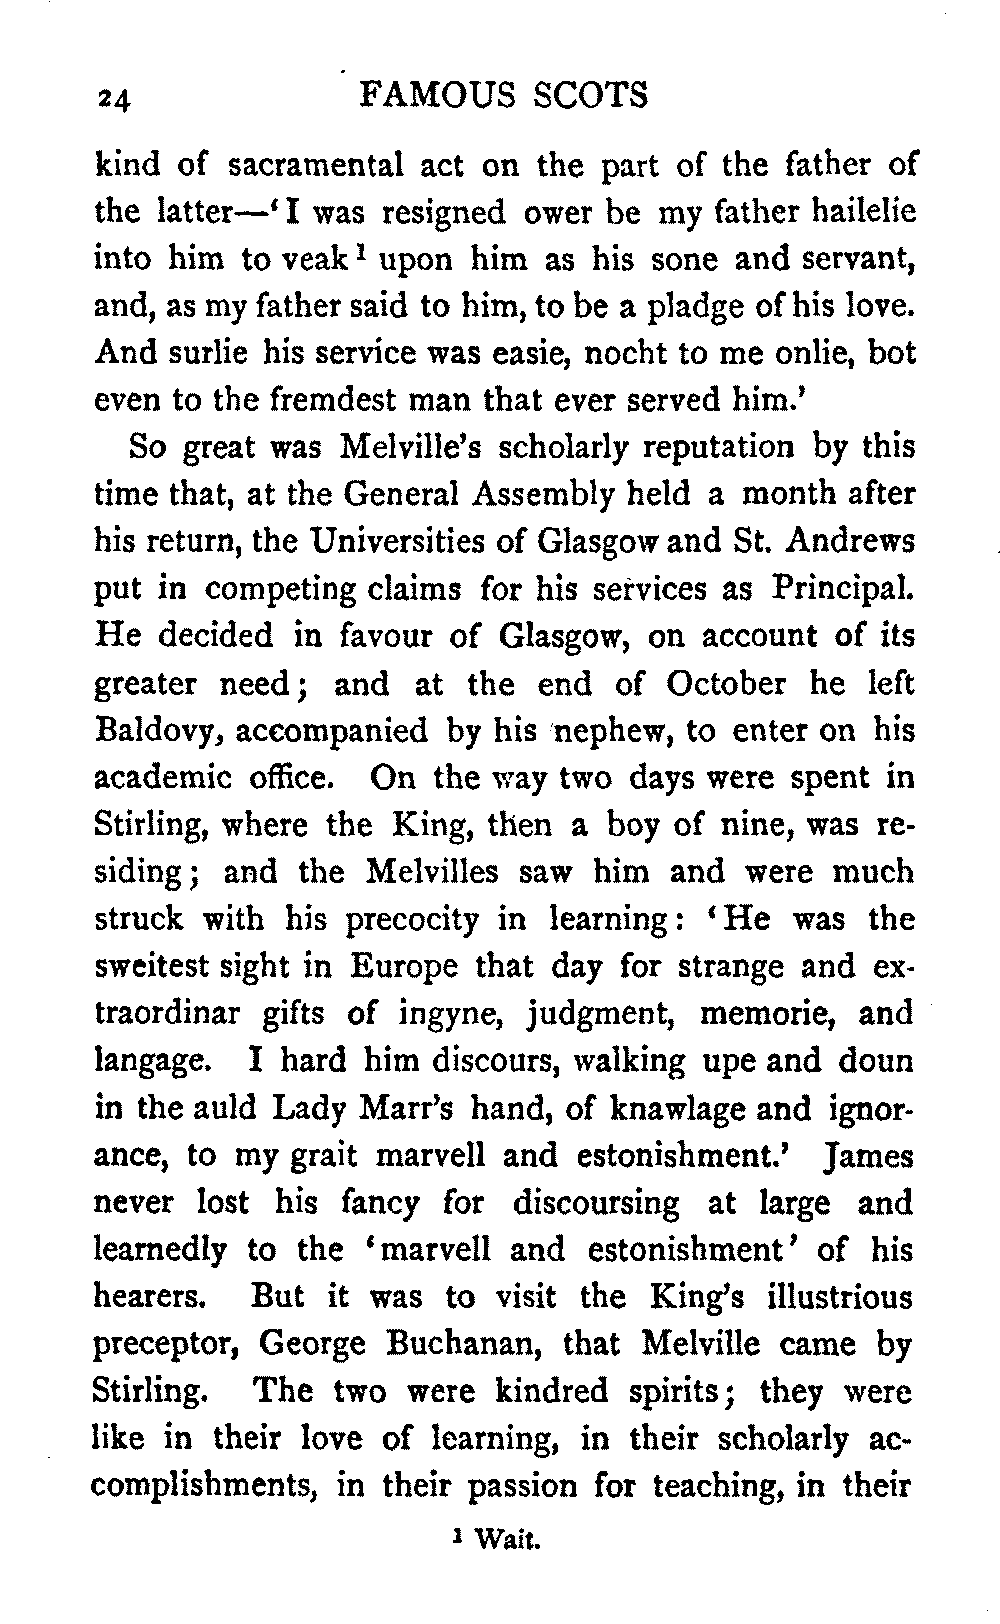 24 FAMOUS SCOTS
kind of sacramental act on the part of the father of
the latter—‘I was resigned ower be my father hailelie
into him to veak¹ upon him as his sone and servant,
and, as my father said to him, to be a pladge of his love.
And surlie his service was easie, nocht to me onlie, bot
even to the fremdest man that ever served him.’
So great was Melville’s scholarly reputation by this
time that, at the General Assembly held a month after
his return, the Universities of Glasgow and St. Andrews
put in competing claims for his services as Principal.
He decided in favour of Glasgow, on account of its
greater need; and at the end of October he left
Baldovy, accompanied by his nephew, to enter on his
academic office. On the way two days were spent in
Stirling, where the King, then a boy of nine, was re-
siding; and the Melvilles saw him and were much
struck with his precocity in learning: ‘He was the
sweitest sight in Europe that day for strange and ex-
traordinar gifts of ingyne, judgment, memorie, and
langage. I hard him discours, walking upe and doun
in the auld Lady Marr’s hand, of knawlage and ignor-
ance, to my grait marvell and estonishment.’ James
never lost his fancy for discoursing at large and
learnedly to the ‘marvell and estonishment’ of his
hearers. But it was to visit the King’s illustrious
preceptor, George Buchanan, that Melville came by
Stirling. The two were kindred spirits; they were
like in their love of learning, in their scholarly ac-
complishments, in their passion for teaching, in their
¹ Wait.